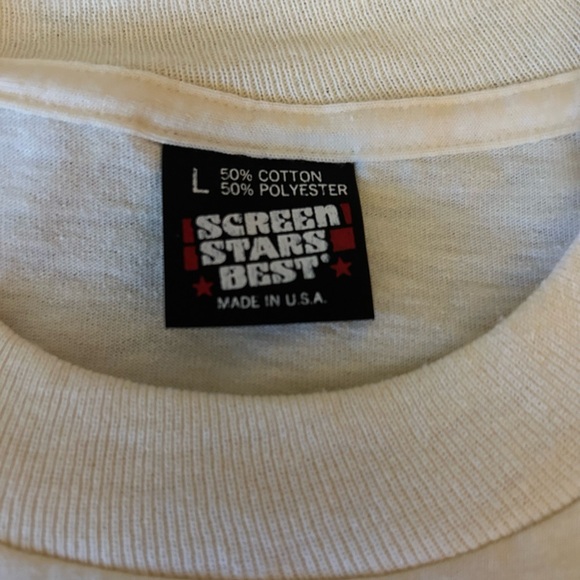 L 50% COTTON
50% POLYESTER
SCREEN
STARS
BEST®
MADE IN U.S.A.